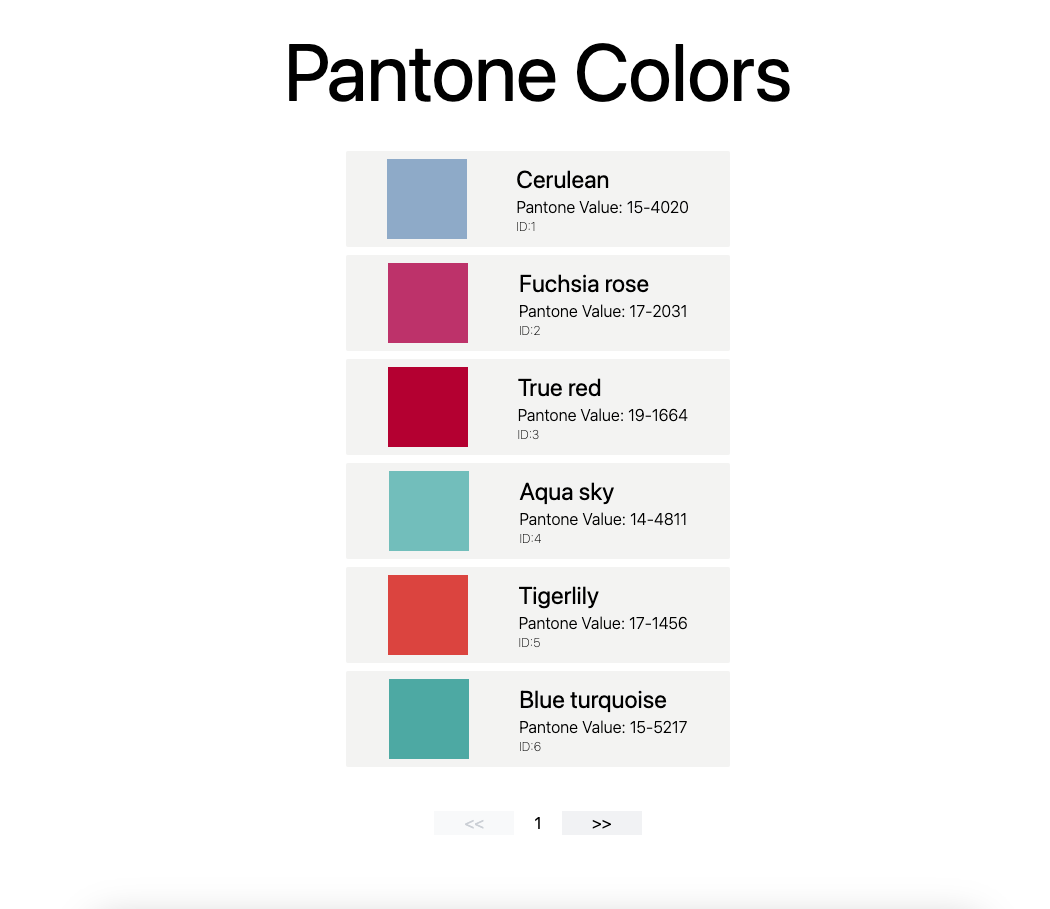 Pantone Colors
Cerulean
Pantone Value: 15-4020
ID:1
Fuchsia rose
Pantone Value: 17-2031
ID:2
True red
Pantone Value: 19-1664
ID:3
Aqua sky
Pantone Value: 14-4811
ID:4
Tigerlily
Pantone Value: 17-1456
ID:5
Blue turquoise
Pantone Value: 15-5217
ID:6
<< 1 >>